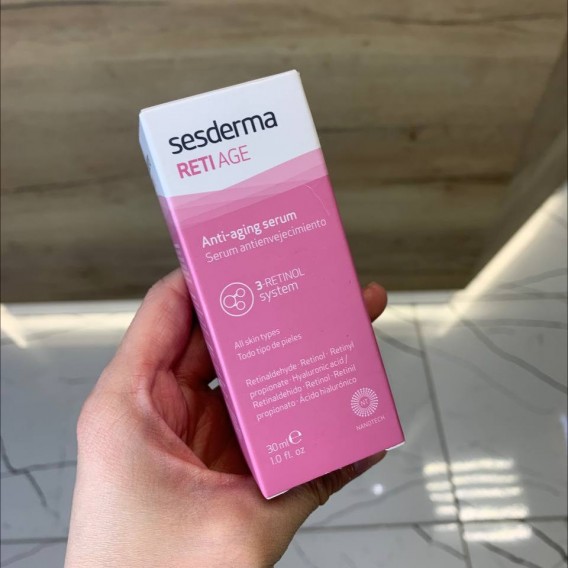 sesderma
RETI AGE
Anti-aging serum
Serum antienvejecimiento
3-RETINOL
system
All skin types
Todo tipo de pieles
Retinaldehyde · Retinol · Retinyl
propionate · Hyaluronic acid /
Retinaldehído · Retinol · Retinil
propionato · Ácido hialurónico
30 ml ℮
1.0 fl. oz
NT
NANOTECH